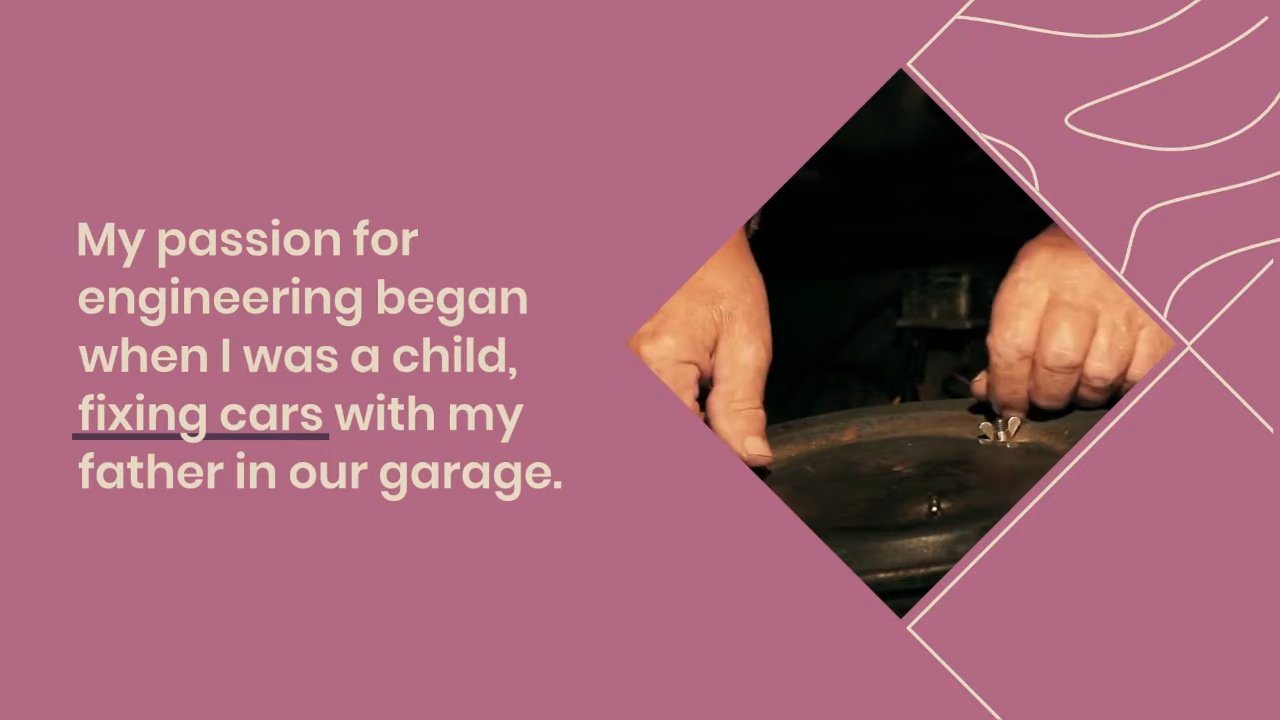 My passion for
engineering began
when I was a child,
fixing cars with my
father in our garage.